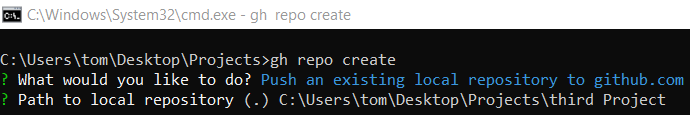 C:\Windows\System32\cmd.exe - gh  repo create
C:\Users\tom\Desktop\Projects>gh repo create
? What would you like to do? Push an existing local repository to github.com
? Path to local repository (.) C:\Users\tom\Desktop\Projects\third Project